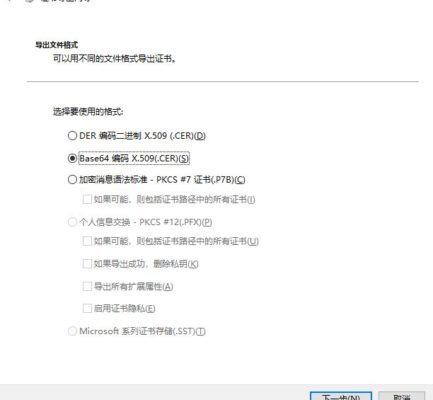 导出文件格式
可以用不同的文件格式导出证书。
选择要使用的格式:
DER 编码二进制 X.509 (.CER)(D)
Base64 编码 X.509(.CER)(S)
加密消息语法标准 - PKCS #7 证书(.P7B)(C)
如果可能，则包括证书路径中的所有证书(I)
个人信息交换 - PKCS #12(.PFX)(P)
如果可能，则包括证书路径中的所有证书(U)
如果导出成功，删除私钥(K)
导出所有扩展属性(A)
启用证书隐私(E)
Microsoft 系列证书存储(.SST)(T)
下一步(N)
取消